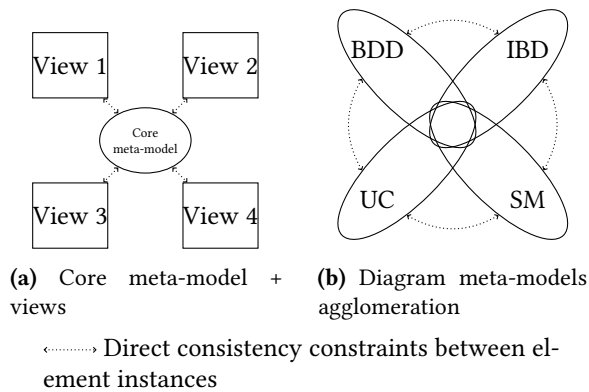 View 1
View 2
Core
meta-model
View 3
View 4
BDD
IBD
UC
SM
(a) Core meta-model +
views
(b) Diagram meta-models
agglomeration
Direct consistency constraints between el-
ement instances